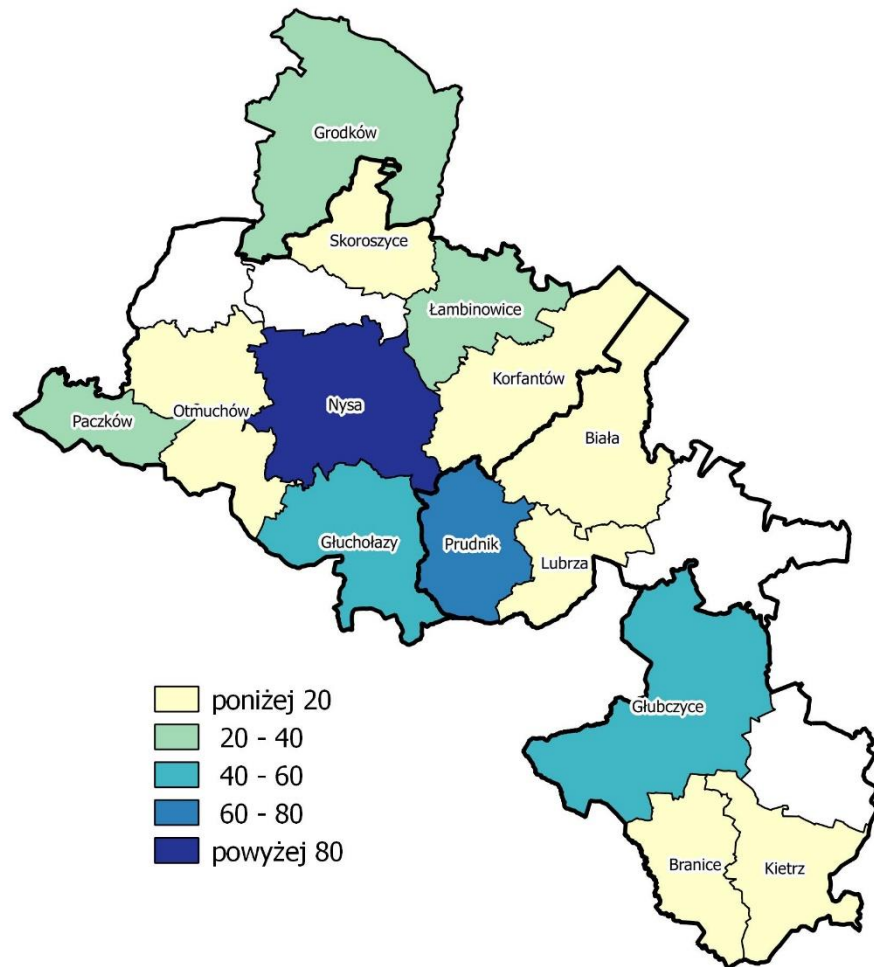 Grodków
Skoroszyce
Łambinowice
Korfantów
Nysa
Otmuchów
Paczków
Biała
Głuchołazy
Prudnik
Lubrza
Głubczyce
Branice
Kietrz
poniżej 20
20 - 40
40 - 60
60 - 80
powyżej 80